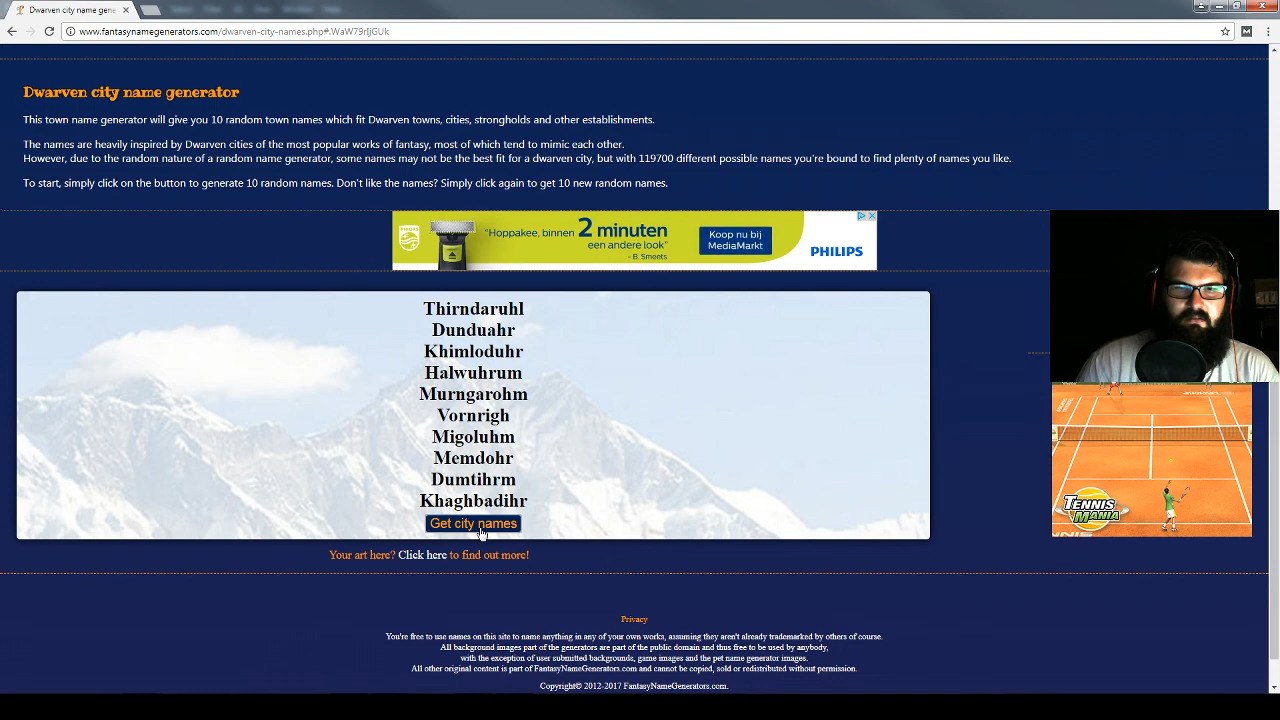 Dwarven city name gene
www.fantasynamegenerators.com/dwarven-city-names.php#.WaW79rIjGUk
Dwarven city name generator
This town name generator will give you 10 random town names which fit Dwarven towns, cities, strongholds and other establishments.
The names are heavily inspired by Dwarven cities of the most popular works of fantasy, most of which tend to mimic each other.
However, due to the random nature of a random name generator, some names may not be the best fit for a dwarven city, but with 119700 different possible names you're bound to find plenty of names you like.
To start, simply click on the button to generate 10 random names. Don't like the names? Simply click again to get 10 new random names.
"Hoppakee, binnen 2 minuten
een andere look"
- B. Smeets
Koop nu bij
MediaMarkt
PHILIPS
Thirndaruhl
Dunduahr
Khimloduhr
Halwuhrum
Murngarohm
Vornrigh
Migoluhm
Memdohr
Dumtihrm
Khaghbadihr
Get city names
Your art here? Click here to find out more!
TENNIS
MANIA
Privacy
You're free to use names on this site to name anything in any of your own works, assuming they aren't already trademarked by others of course.
All background images part of the generators are part of the public domain and thus free to be used by anybody,
with the exception of user submitted backgrounds, game images and the pet name generator images.
All other original content is part of FantasyNameGenerators.com and cannot be copied, sold or redistributed without permission.
Copyright© 2012-2017 FantasyNameGenerators.com.